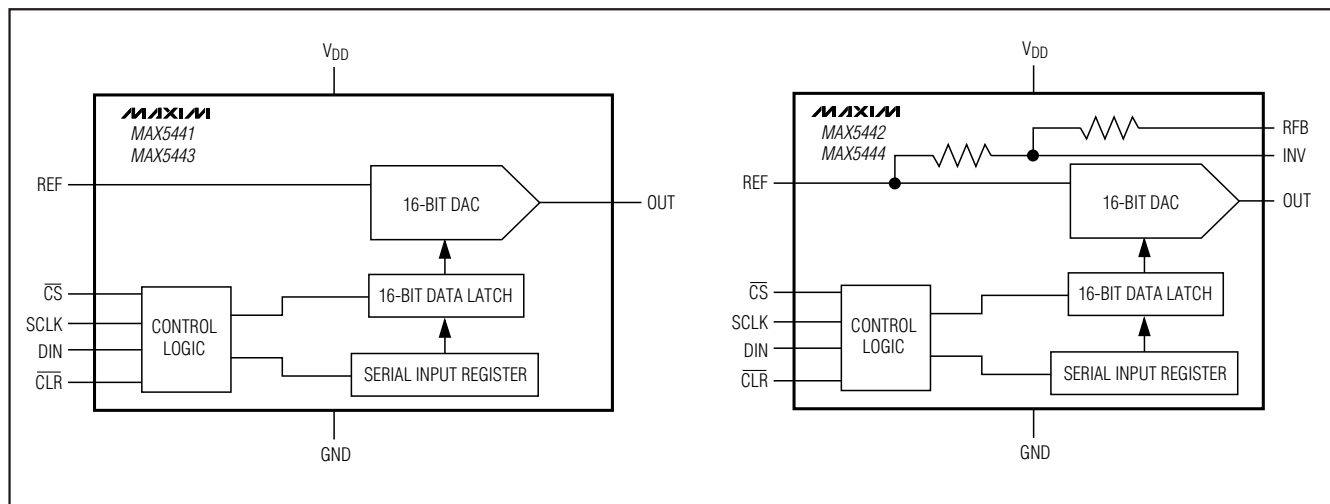 VDD
MAXIM
MAX5441
MAX5443
REF
16-BIT DAC
OUT
CS
SCLK
DIN
CLR
CONTROL
LOGIC
16-BIT DATA LATCH
SERIAL INPUT REGISTER
GND
VDD
MAXIM
MAX5442
MAX5444
RFB
INV
REF
16-BIT DAC
OUT
CS
SCLK
DIN
CLR
CONTROL
LOGIC
16-BIT DATA LATCH
SERIAL INPUT REGISTER
GND